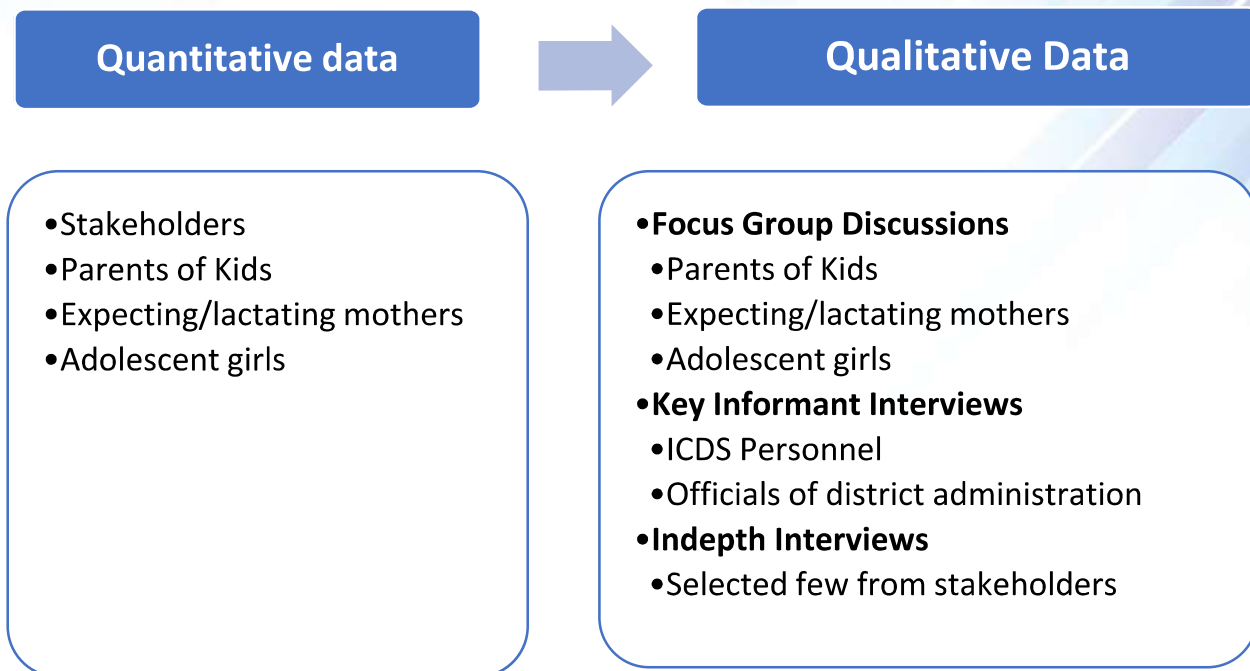 Quantitative data
Qualitative Data
•Stakeholders
•Parents of Kids
•Expecting/lactating mothers
•Adolescent girls
•Focus Group Discussions
•Parents of Kids
•Expecting/lactating mothers
•Adolescent girls
•Key Informant Interviews
•ICDS Personnel
•Officials of district administration
•Indepth Interviews
•Selected few from stakeholders